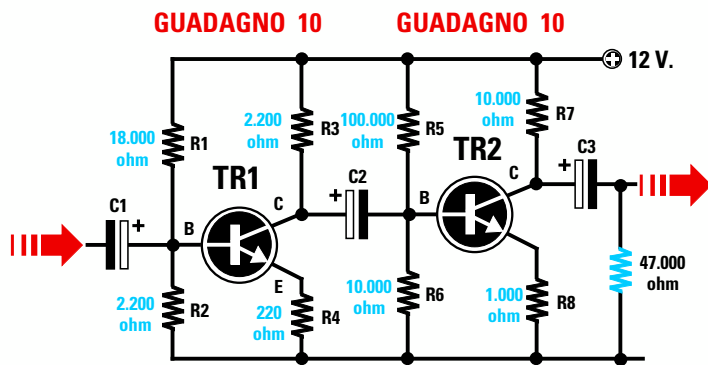 GUADAGNO 10
GUADAGNO 10
12 V.
18.000
ohm
R1
2.200
ohm
R3
100.000
ohm
R5
10.000
ohm
R7
TR1
TR2
C1
+
B
C
E
C2
+
B
C
C3
+
2.200
ohm
R2
220
ohm
R4
10.000
ohm
R6
1.000
ohm
R8
47.000
ohm